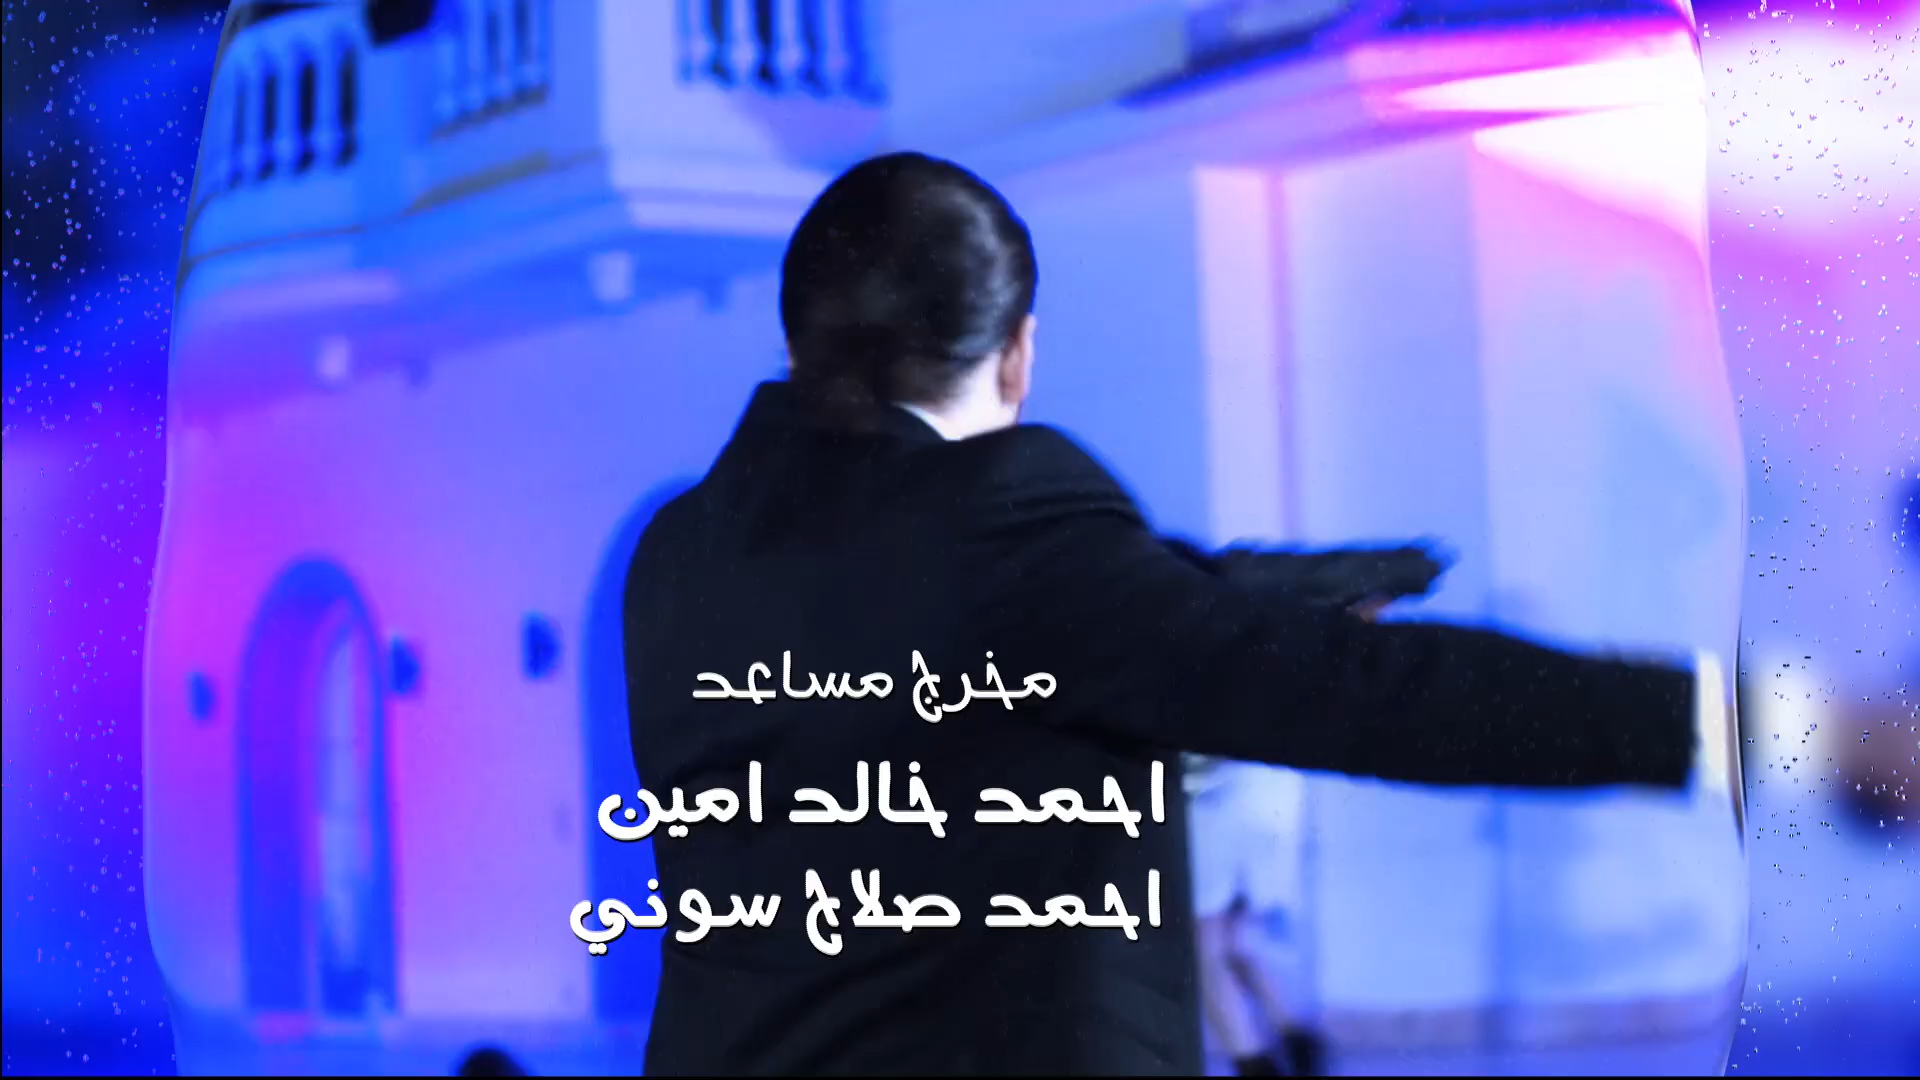 مخرج مساعد
احمد خالد امين
احمد صلاح سوني